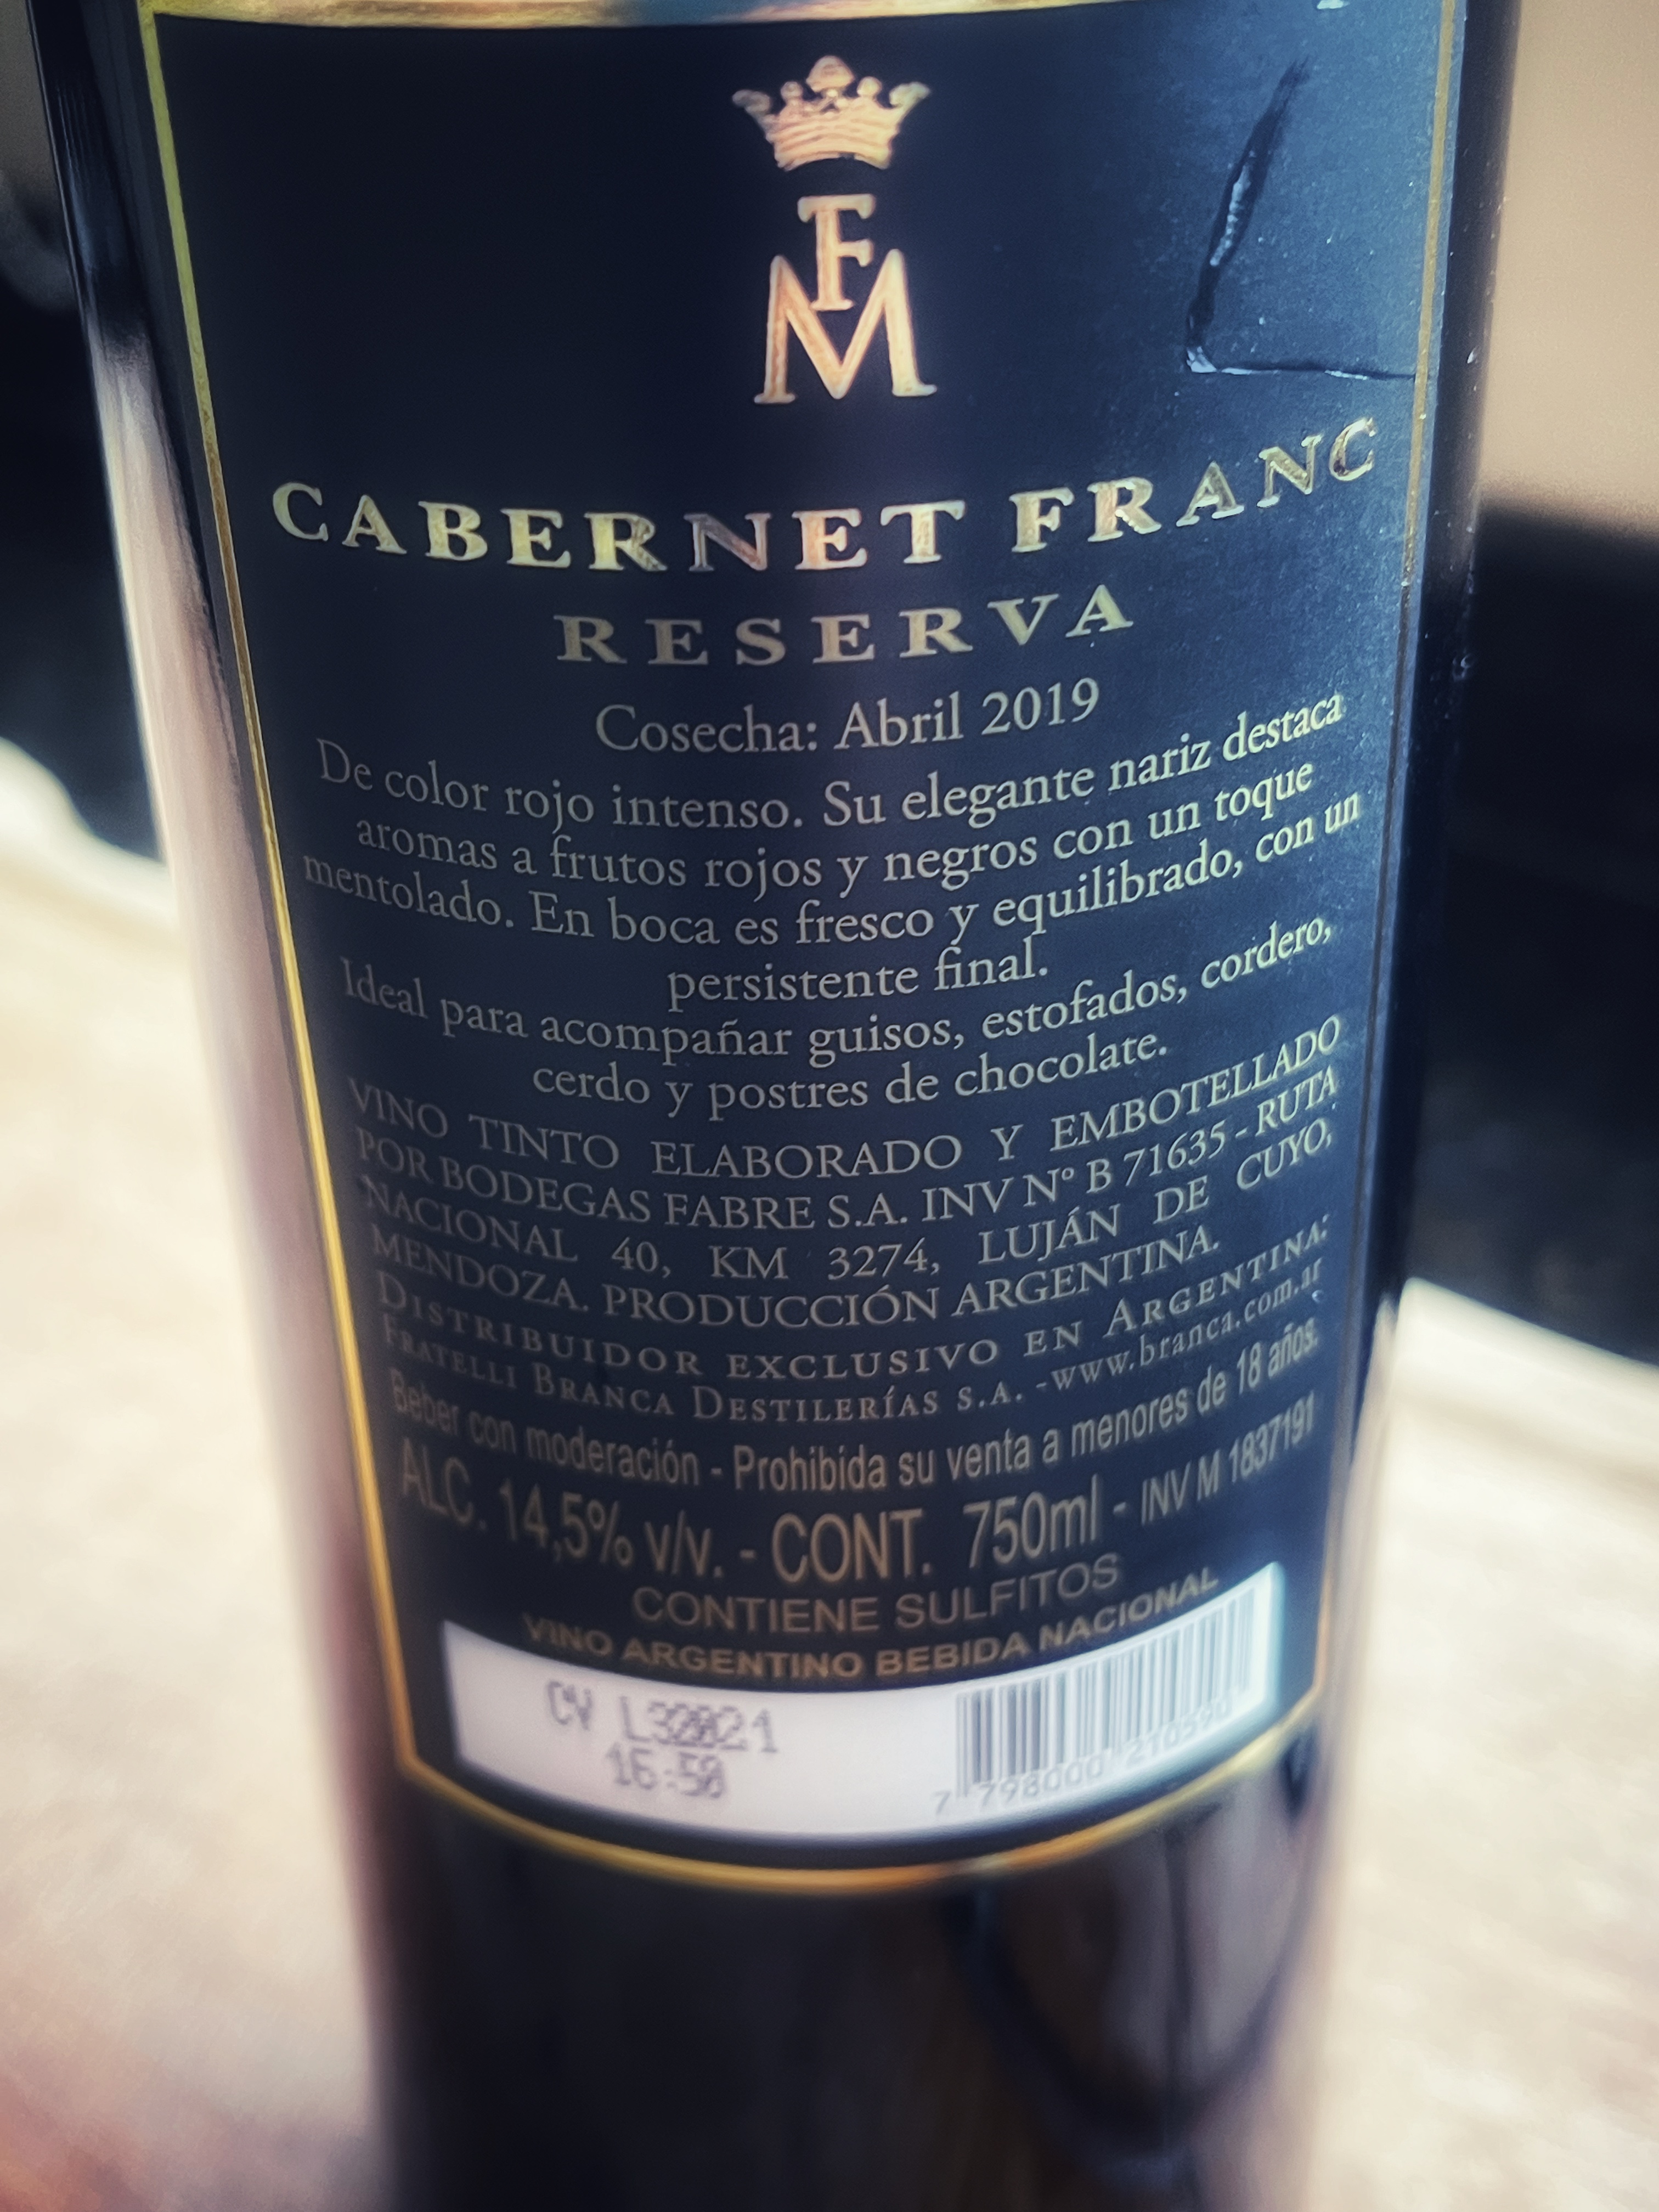 F
M
CABERNET FRANC
RESERVA
Cosecha: Abril 2019
De color rojo intenso. Su elegante nariz destaca
aromas a frutos rojos y negros con un toque
mentolado. En boca es fresco y equilibrado, con un
persistente final.
Ideal para acompañar guisos, estofados, cordero,
cerdo y postres de chocolate.
VINO TINTO ELABORADO Y EMBOTELLADO
POR BODEGAS FABRE S.A. INV Nº B 71635 - RUTA
NACIONAL 40, KM 3274, LUJÁN DE CUYO,
MENDOZA. PRODUCCIÓN ARGENTINA.
DISTRIBUIDOR EXCLUSIVO EN ARGENTINA:
FRATELLI BRANCA DESTILERÍAS S.A. -www.branca.com.ar
Beber con moderación - Prohibida su venta a menores de 18 años.
ALC. 14,5% v/v. - CONT. 750ml - INV M 1837191
CONTIENE SULFITOS
VINO ARGENTINO BEBIDA NACIONAL
CV L32021
16:50
7 798000 210590